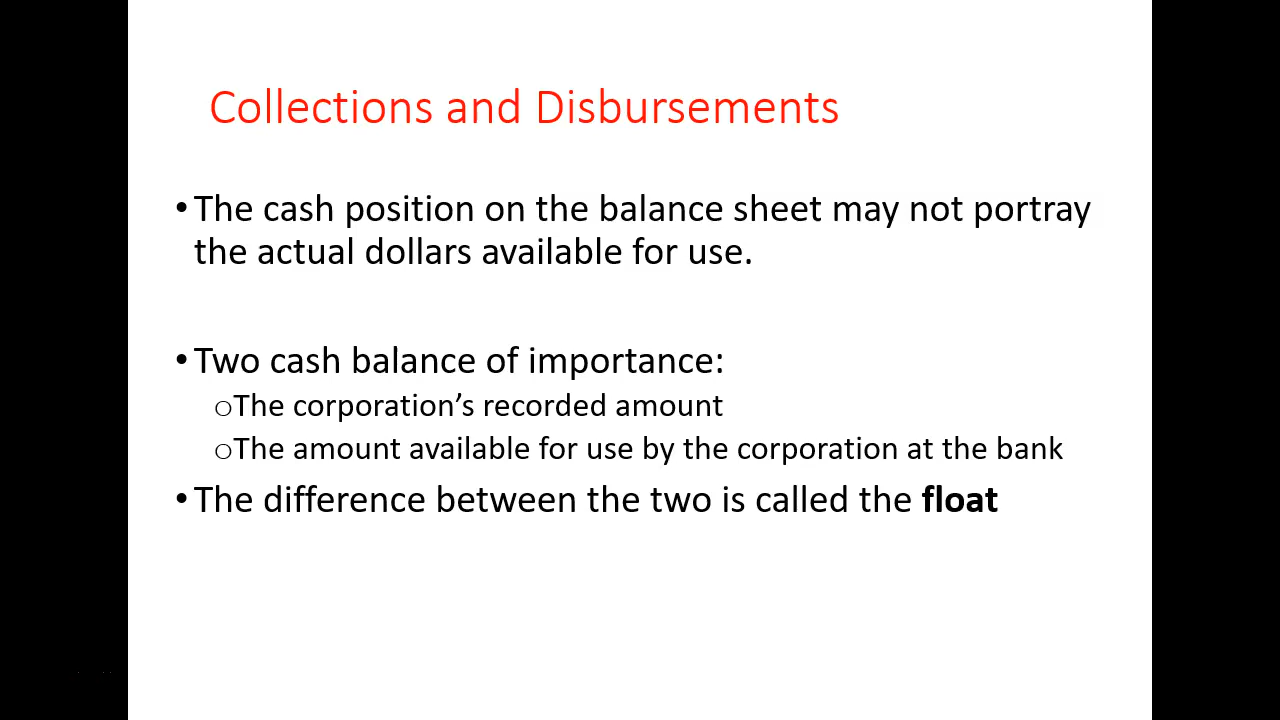 Collections and Disbursements
•The cash position on the balance sheet may not portray
the actual dollars available for use.
•Two cash balance of importance:
○The corporation's recorded amount
○The amount available for use by the corporation at the bank
•The difference between the two is called the float